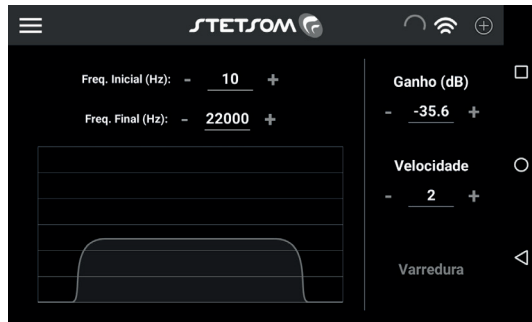 STETSOM
Freq. Inicial (Hz): - 10 +
Freq. Final (Hz): - 22000 +
Ganho (dB)
- -35.6 +
Velocidade
- 2 +
Varredura